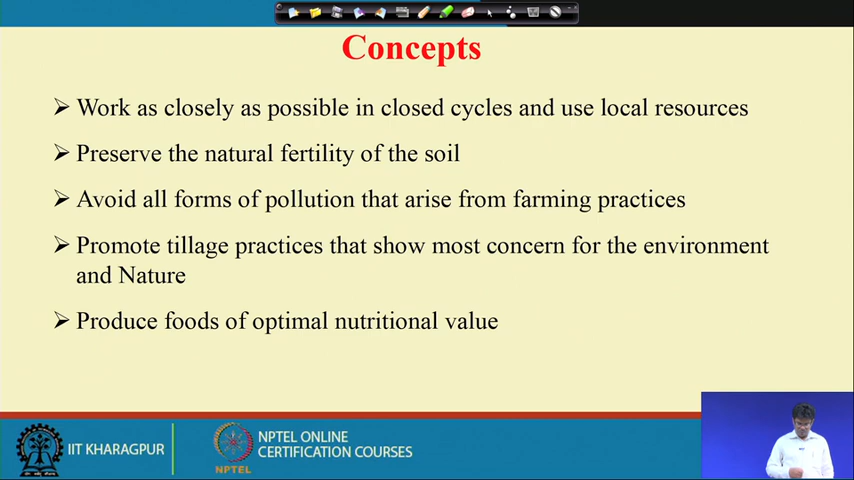 Concepts
➢ Work as closely as possible in closed cycles and use local resources
➢ Preserve the natural fertility of the soil
➢ Avoid all forms of pollution that arise from farming practices
➢ Promote tillage practices that show most concern for the environment
and Nature
➢ Produce foods of optimal nutritional value
IIT KHARAGPUR
NPTEL
NPTEL ONLINE
CERTIFICATION COURSES